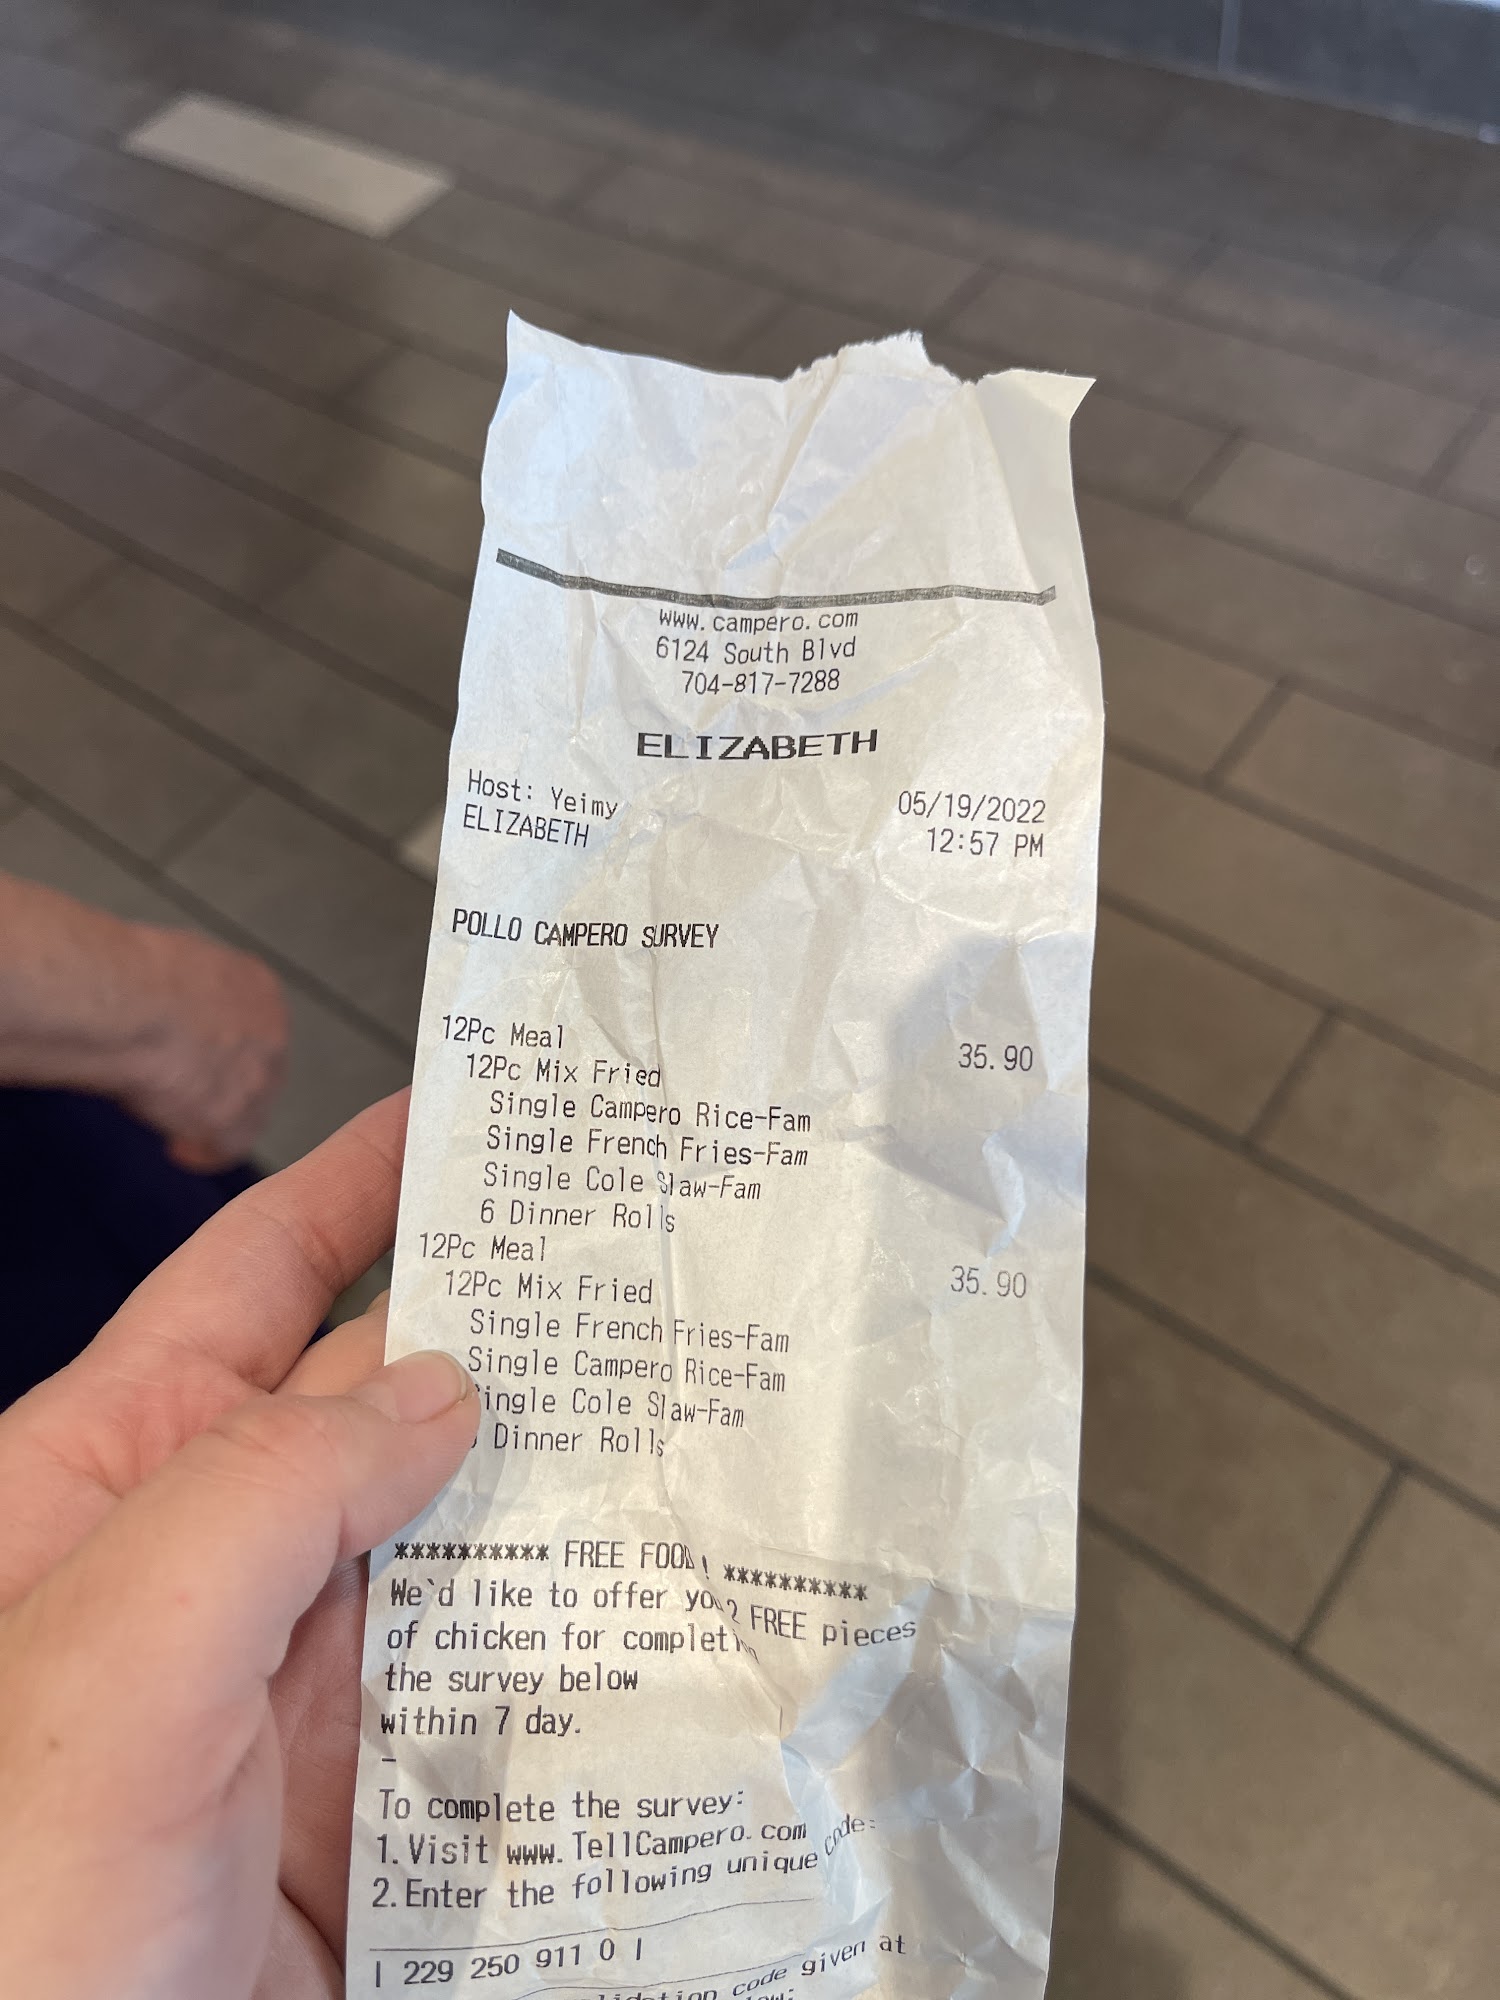 www.campero.com
6124 South Blvd
704-817-7288
ELIZABETH
Host: Yeimy 05/19/2022
ELIZABETH 12:57 PM
POLLO CAMPERO SURVEY
12Pc Meal 35.90
12Pc Mix Fried
Single Campero Rice-Fam
Single French Fries-Fam
Single Cole Slaw-Fam
6 Dinner Rolls
12Pc Meal 35.90
12Pc Mix Fried
Single French Fries-Fam
Single Campero Rice-Fam
Single Cole Slaw-Fam
Dinner Rolls
********** FREE FOOD! **********
We`d like to offer you 2 FREE pieces
of chicken for completin
the survey below
within 7 day.
-
To complete the survey:
1.Visit www.TellCampero.com
2.Enter the following unique code:
| 229 250 911 0 |
code given at